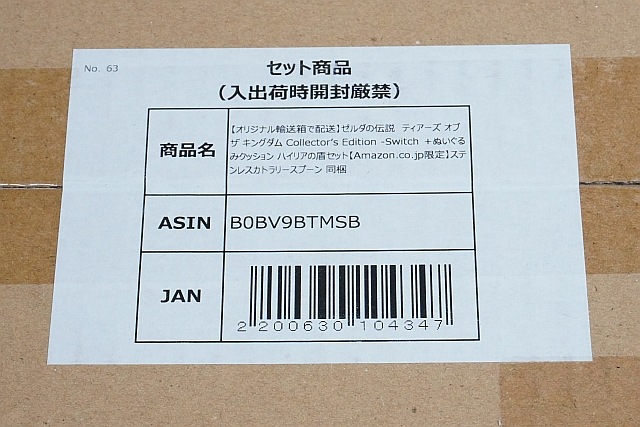 No. 63
セット商品
（入出荷時開封厳禁）
商品名
【オリジナル輸送箱で配送】ゼルダの伝説 ティアーズ オブ
ザ キングダム Collector's Edition -Switch ＋ぬいぐる
みクッション ハイリアの盾セット【Amazon.co.jp限定】ステ
ンレスカトラリースプーン 同梱
ASIN
B0BV9BTMSB
JAN
2 200630 104347